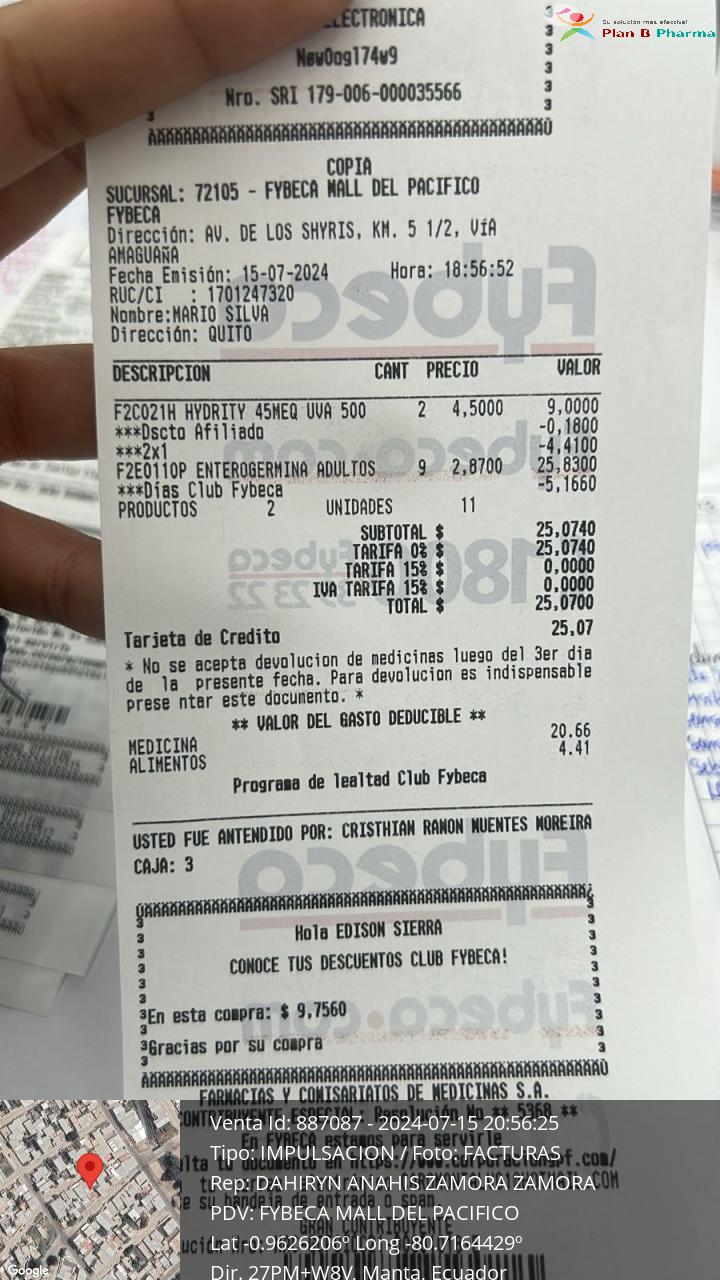 Su solución más efectiva!
Plan B Pharma
ELECTRONICA
Nro. SRI 179-006-000035566
COPIA
SUCURSAL: 72105 - FYBECA MALL DEL PACIFICO
FYBECA
Dirección: AV. DE LOS SHYRIS, KM. 5 1/2, VíA
AMAGUAñA
Fecha Emisión: 15-07-2024 Hora: 18:56:52
RUC/CI : 1701247320
Nombre:MARIO SILVA
Dirección: QUITO
DESCRIPCION CANT PRECIO VALOR
F2C021H HYDRITY 45MEQ UVA 500 2 4,5000 9,0000
***Dscto Afiliado -0,1800
***2x1 -4,4100
F2E0110P ENTEROGERMINA ADULTOS 9 2,8700 25,8300
***Días Club Fybeca -5,1660
PRODUCTOS 2 UNIDADES 11
SUBTOTAL $ 25,0740
TARIFA 0% $ 25,0740
TARIFA 15% $ 0,0000
IVA TARIFA 15% $ 0,0000
TOTAL $ 25,0700
Tarjeta de Credito 25,07
* No se acepta devolucion de medicinas luego del 3er dia
de la presente fecha. Para devolucion es indispensable
prese ntar este documento. *
** VALOR DEL GASTO DEDUCIBLE **
MEDICINA 20.66
ALIMENTOS 4.41
Programa de lealtad Club Fybeca
USTED FUE ANTENDIDO POR: CRISTHIAN RAMON MUENTES MOREIRA
CAJA: 3
Hola EDISON SIERRA
CONOCE TUS DESCUENTOS CLUB FYBECA!
En esta compra: $ 9,7560
Gracias por su compra
FARMACIAS Y COMISARIATOS DE MEDICINAS S.A.
Venta Id: 887087 - 2024-07-15 20:56:25
En FYBECA estamos para servirle
Tipo: IMPULSACION / Foto: FACTURAS
Rep: DAHIRYN ANAHIS ZAMORA ZAMORA
PDV: FYBECA MALL DEL PACIFICO
GRAN CONTRIBUYENTE
Lat -0.9626206º Long -80.7164429º
Dir. 27PM+W8V, Manta, Ecuador
Google